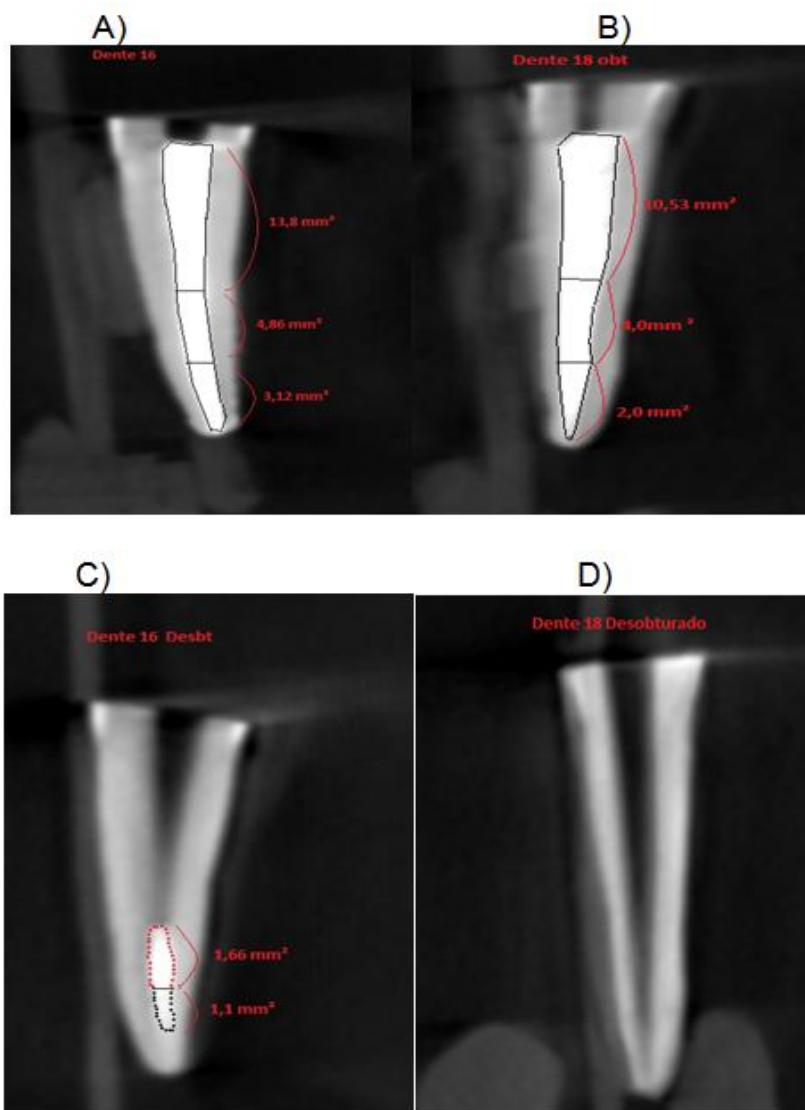 A)
B)
Dente 16
Dente 18 obt
13,8 mm²
10,53 mm²
4,86 mm²
4,0mm ²
3,12 mm²
2,0 mm²
C)
D)
Dente 16 Desbt
Dente 18 Desobturado
1,66 mm²
1,1 mm²